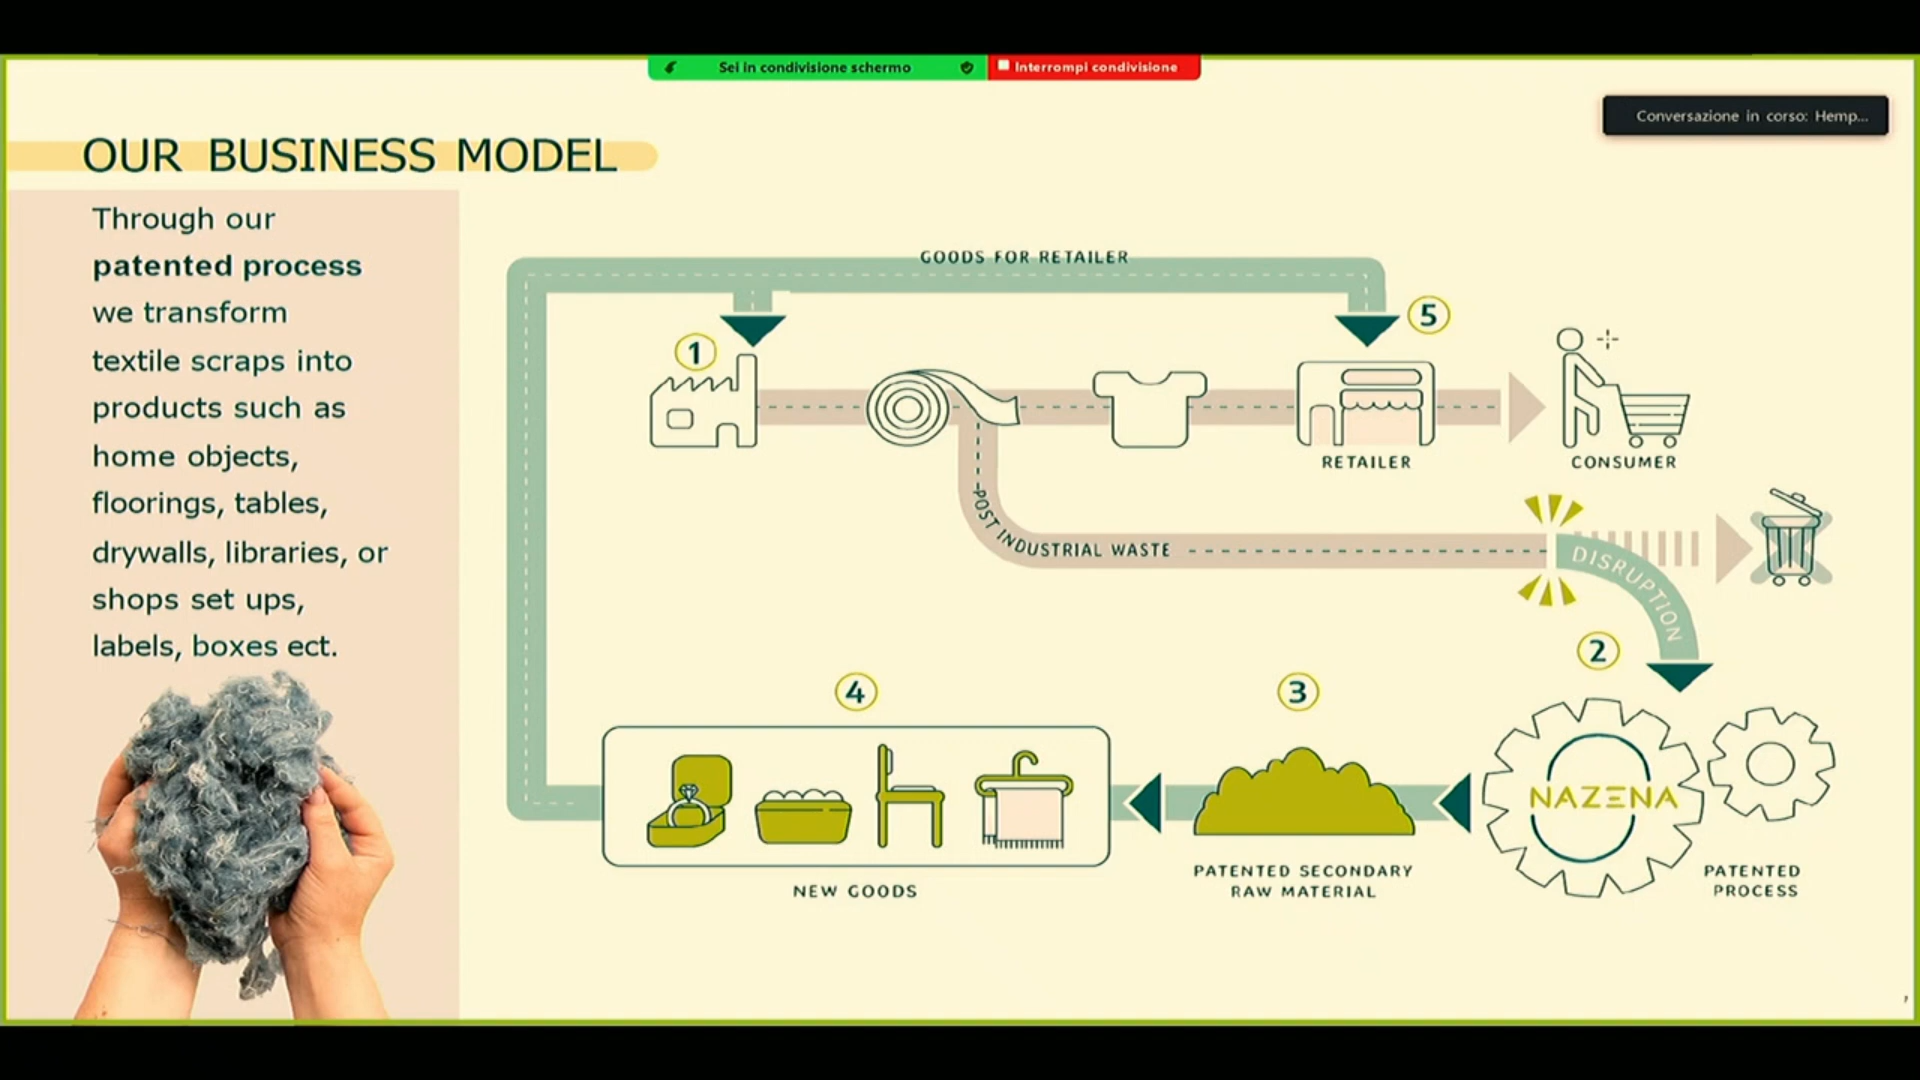 Sei in condivisione schermo
Interrompi condivisione
Conversazione in corso: Hemp...
OUR BUSINESS MODEL
Through our
patented process
we transform
textile scraps into
products such as
home objects,
floorings, tables,
drywalls, libraries, or
shops set ups,
labels, boxes ect.
GOODS FOR RETAILER
1
5
RETAILER
CONSUMER
POST INDUSTRIAL WASTE
DISRUPTION
2
4
3
NAZENA
NEW GOODS
PATENTED SECONDARY
RAW MATERIAL
PATENTED
PROCESS